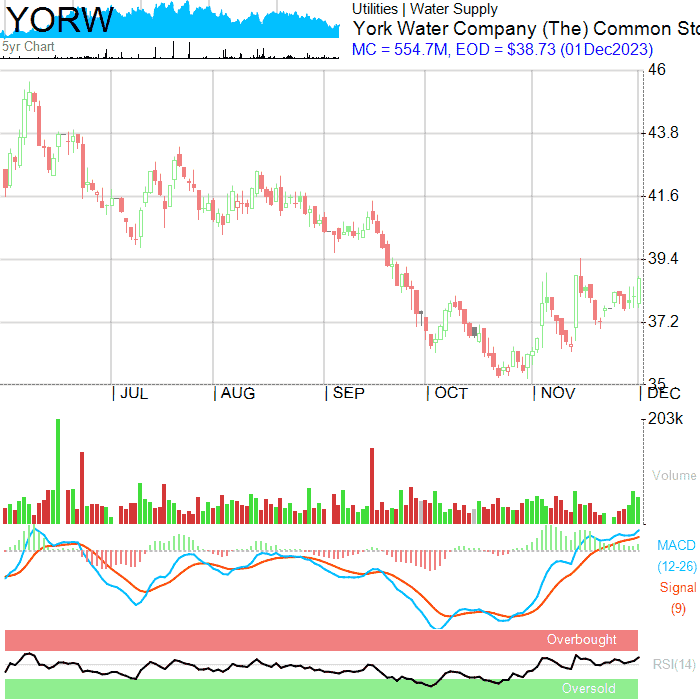 YORW
Utilities | Water Supply
York Water Company (The) Common Sto
MC = 554.7M, EOD = $38.73 (01Dec2023)
5yr Chart
46
43.8
41.6
39.4
37.2
35
JUL AUG SEP OCT NOV DEC
203k
Volume
MACD
(12-26)
Signal
(9)
Overbought
RSI(14)
Oversold